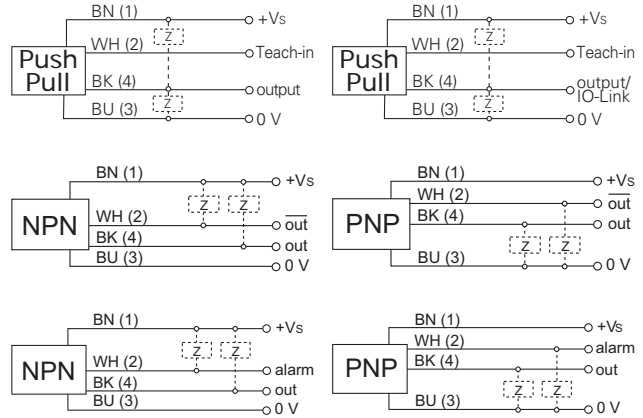 BN (1) +Vs
Z
WH (2) Teach-in
Push
Pull
BK (4) output
Z
BU (3) 0 V
BN (1) +Vs
Z
WH (2) Teach-in
Push
Pull
BK (4) output/
IO-Link
Z
BU (3) 0 V
BN (1) +Vs
Z Z
NPN
WH (2) out
BK (4) out
BU (3) 0 V
BN (1) +Vs
WH (2) out
PNP
BK (4) out
Z Z
BU (3) 0 V
BN (1) +Vs
Z Z
NPN
WH (2) alarm
BK (4) out
BU (3) 0 V
BN (1) +Vs
WH (2) alarm
PNP
BK (4) out
Z Z
BU (3) 0 V